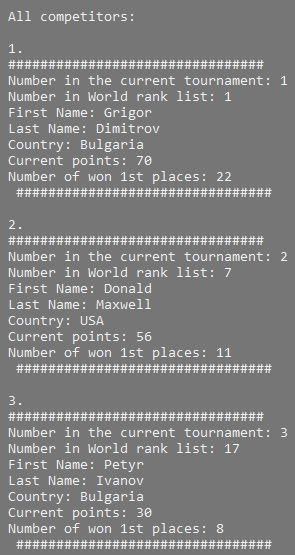 All competitors:
1.
################################
Number in the current tournament: 1
Number in World rank list: 1
First Name: Grigor
Last Name: Dimitrov
Country: Bulgaria
Current points: 70
Number of won 1st places: 22
################################
2.
################################
Number in the current tournament: 2
Number in World rank list: 7
First Name: Donald
Last Name: Maxwell
Country: USA
Current points: 56
Number of won 1st places: 11
################################
3.
################################
Number in the current tournament: 3
Number in World rank list: 17
First Name: Petyr
Last Name: Ivanov
Country: Bulgaria
Current points: 30
Number of won 1st places: 8
################################